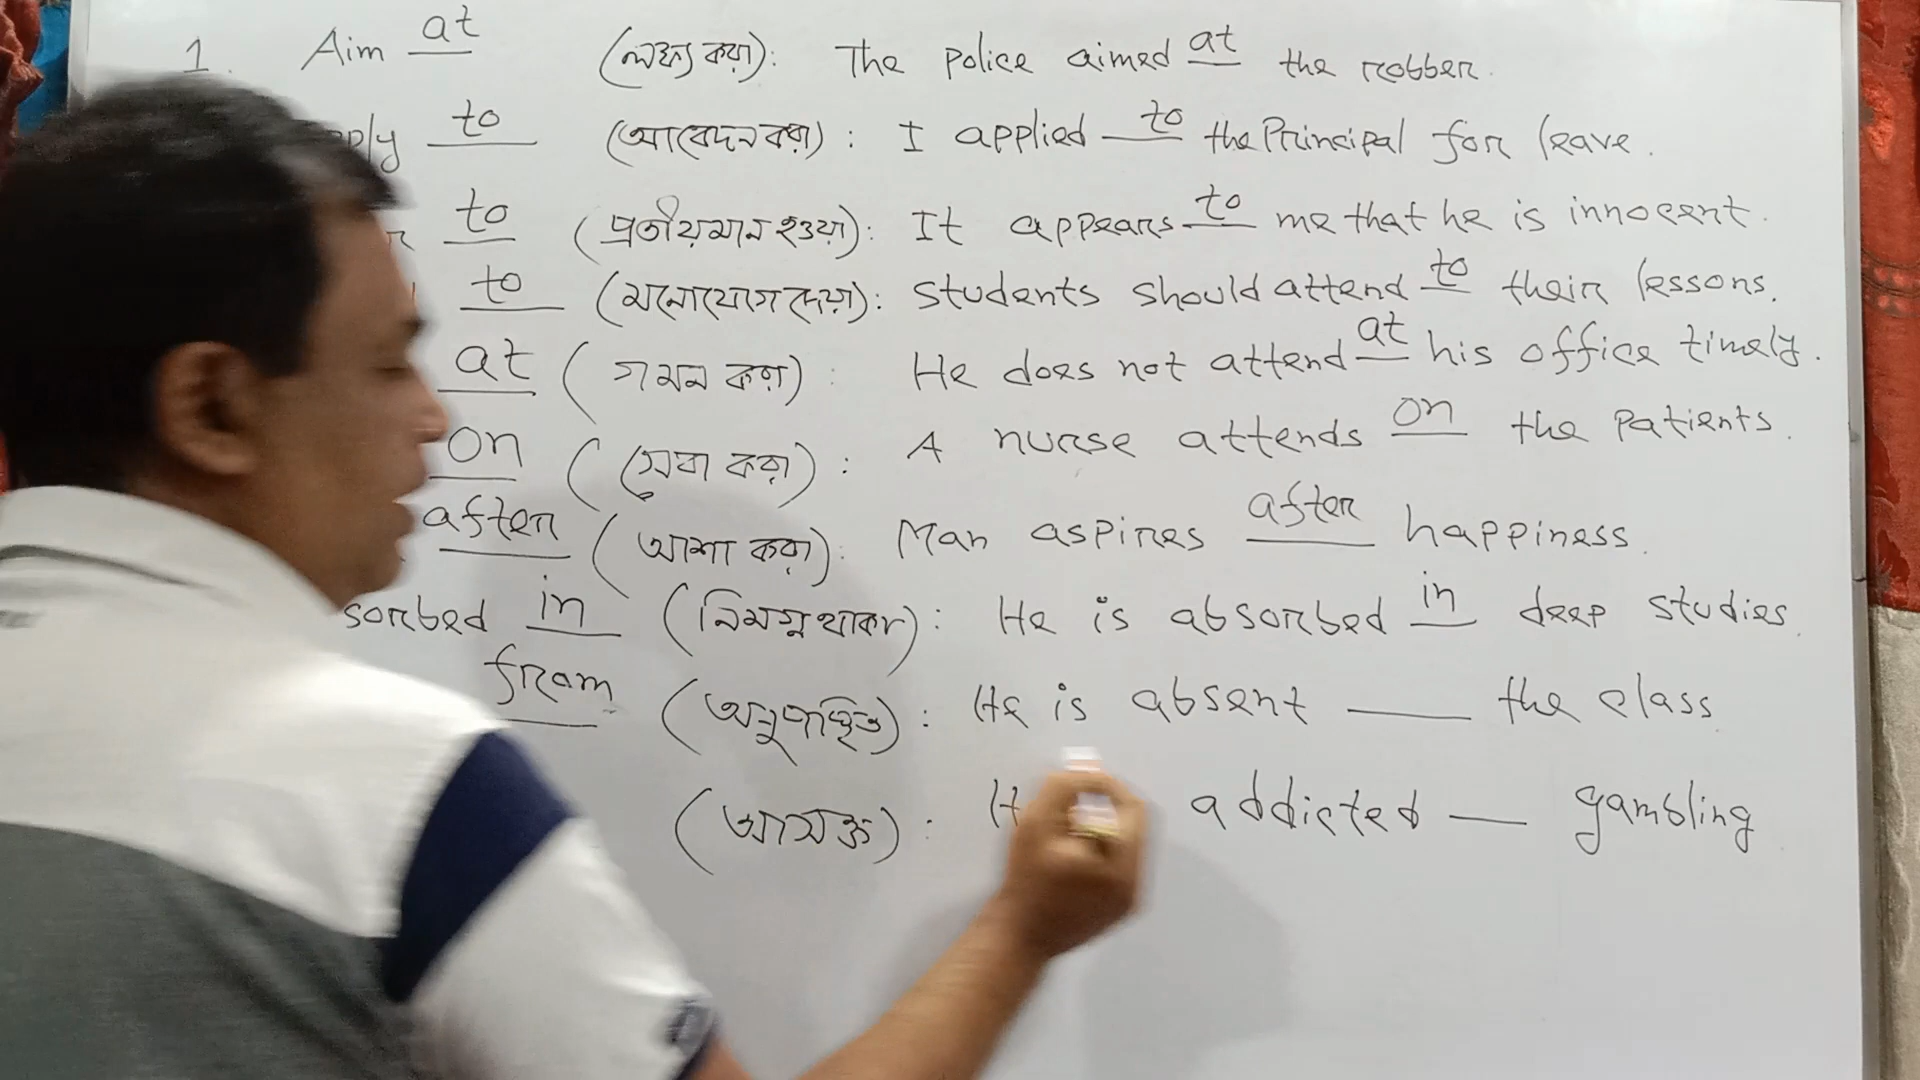 1. Aim at (লক্ষ্য করা): The police aimed at the robber.
to (আবেদন করা): I applied to the Principal for leave.
to (প্রতীয়মান হওয়া): It appears to me that he is innocent.
to (মনোযোগ দেয়া): Students should attend to their lessons.
at (গমন করা): He does not attend at his office timely.
on (সেবা করা): A nurse attends on the patients.
after (আশা করা): Man aspires after happiness.
sorbed in (নিমগ্ন থাকা): He is absorbed in deep studies.
from (অনুপস্থিত): He is absent ___ the class
(আসক্ত): addicted ___ gambling